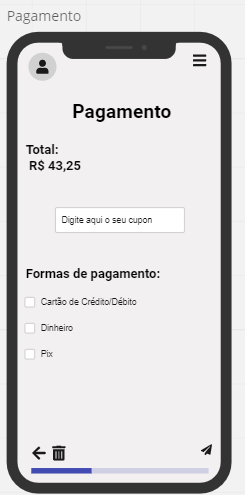 Pagamento
Pagamento
Total:
R$ 43,25
Digite aqui o seu cupon
Formas de pagamento:
Cartão de Crédito/Débito
Dinheiro
Pix